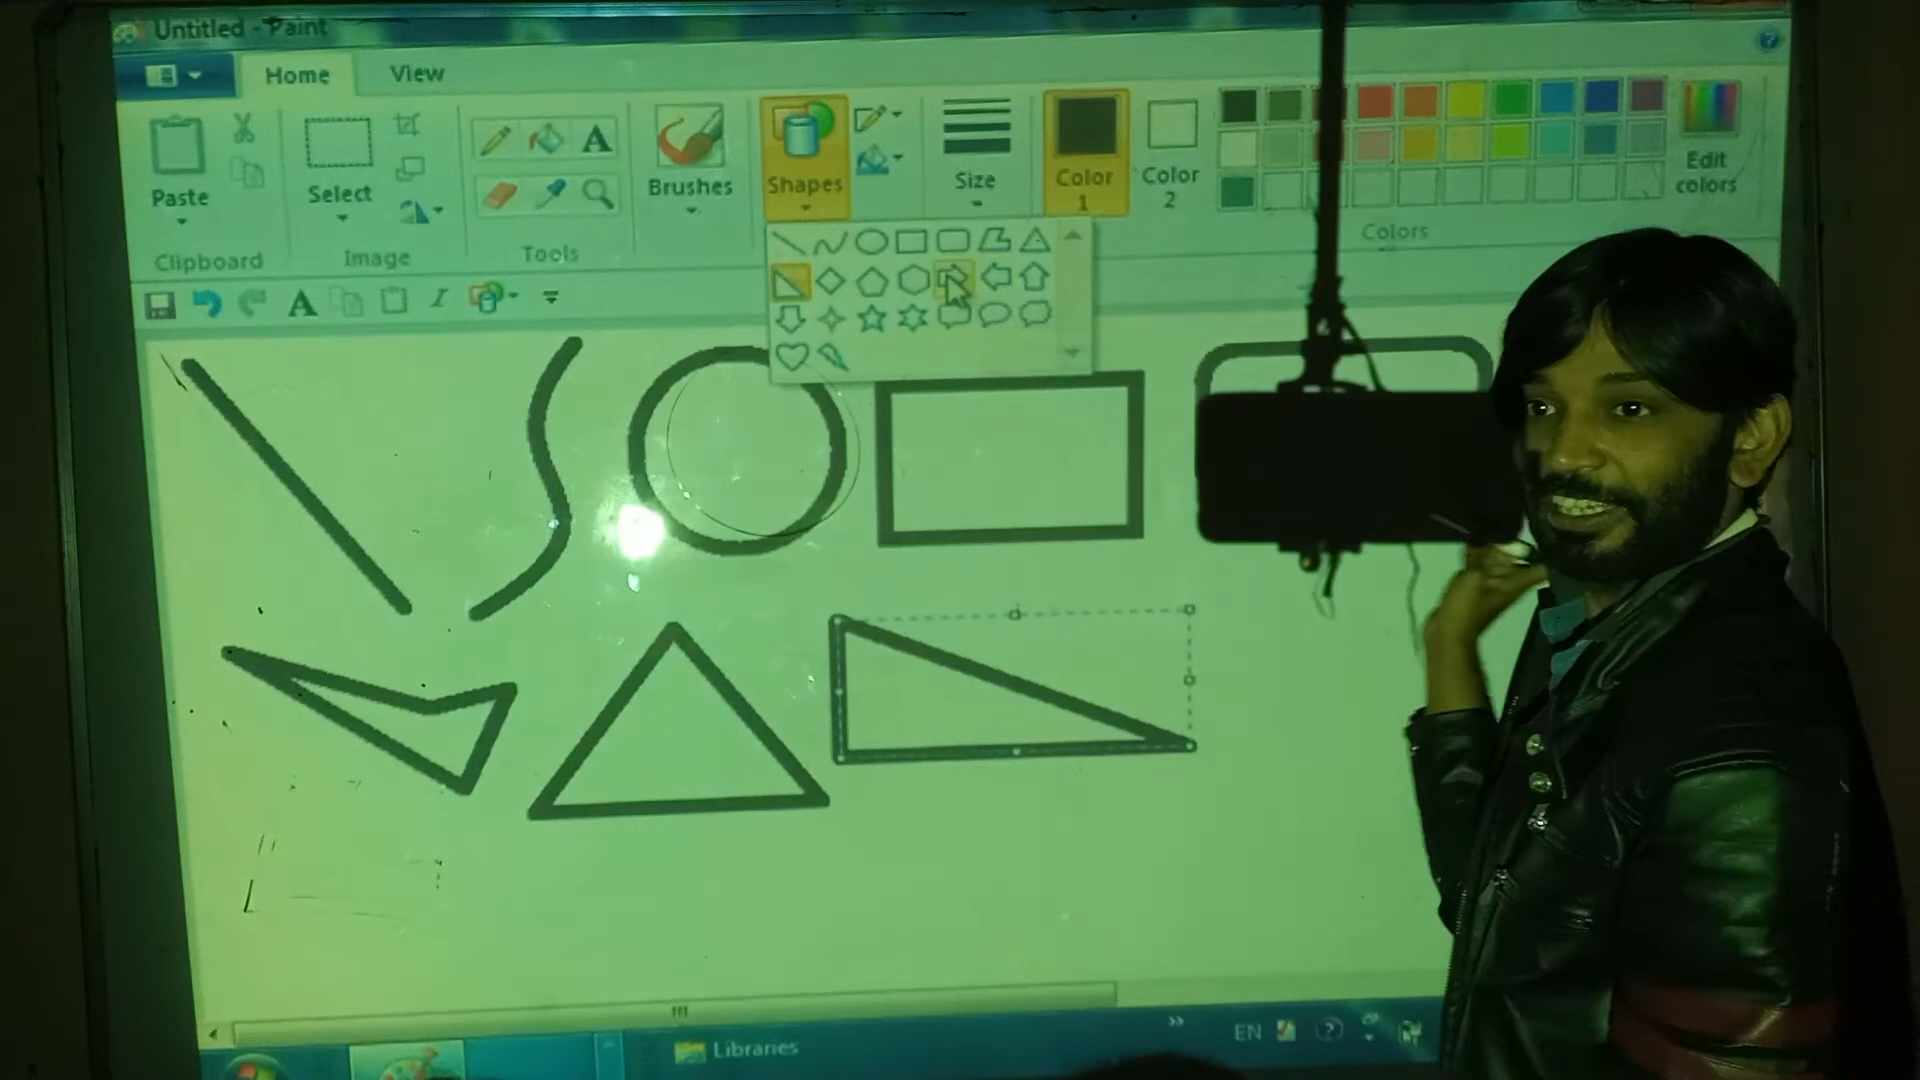 Untitled - Paint
Home View
Paste
Select
A
Brushes
Shapes
Size
Color
1
Color
2
Edit
colors
Clipboard
Image
Tools
Colors
A
Libraries
EN